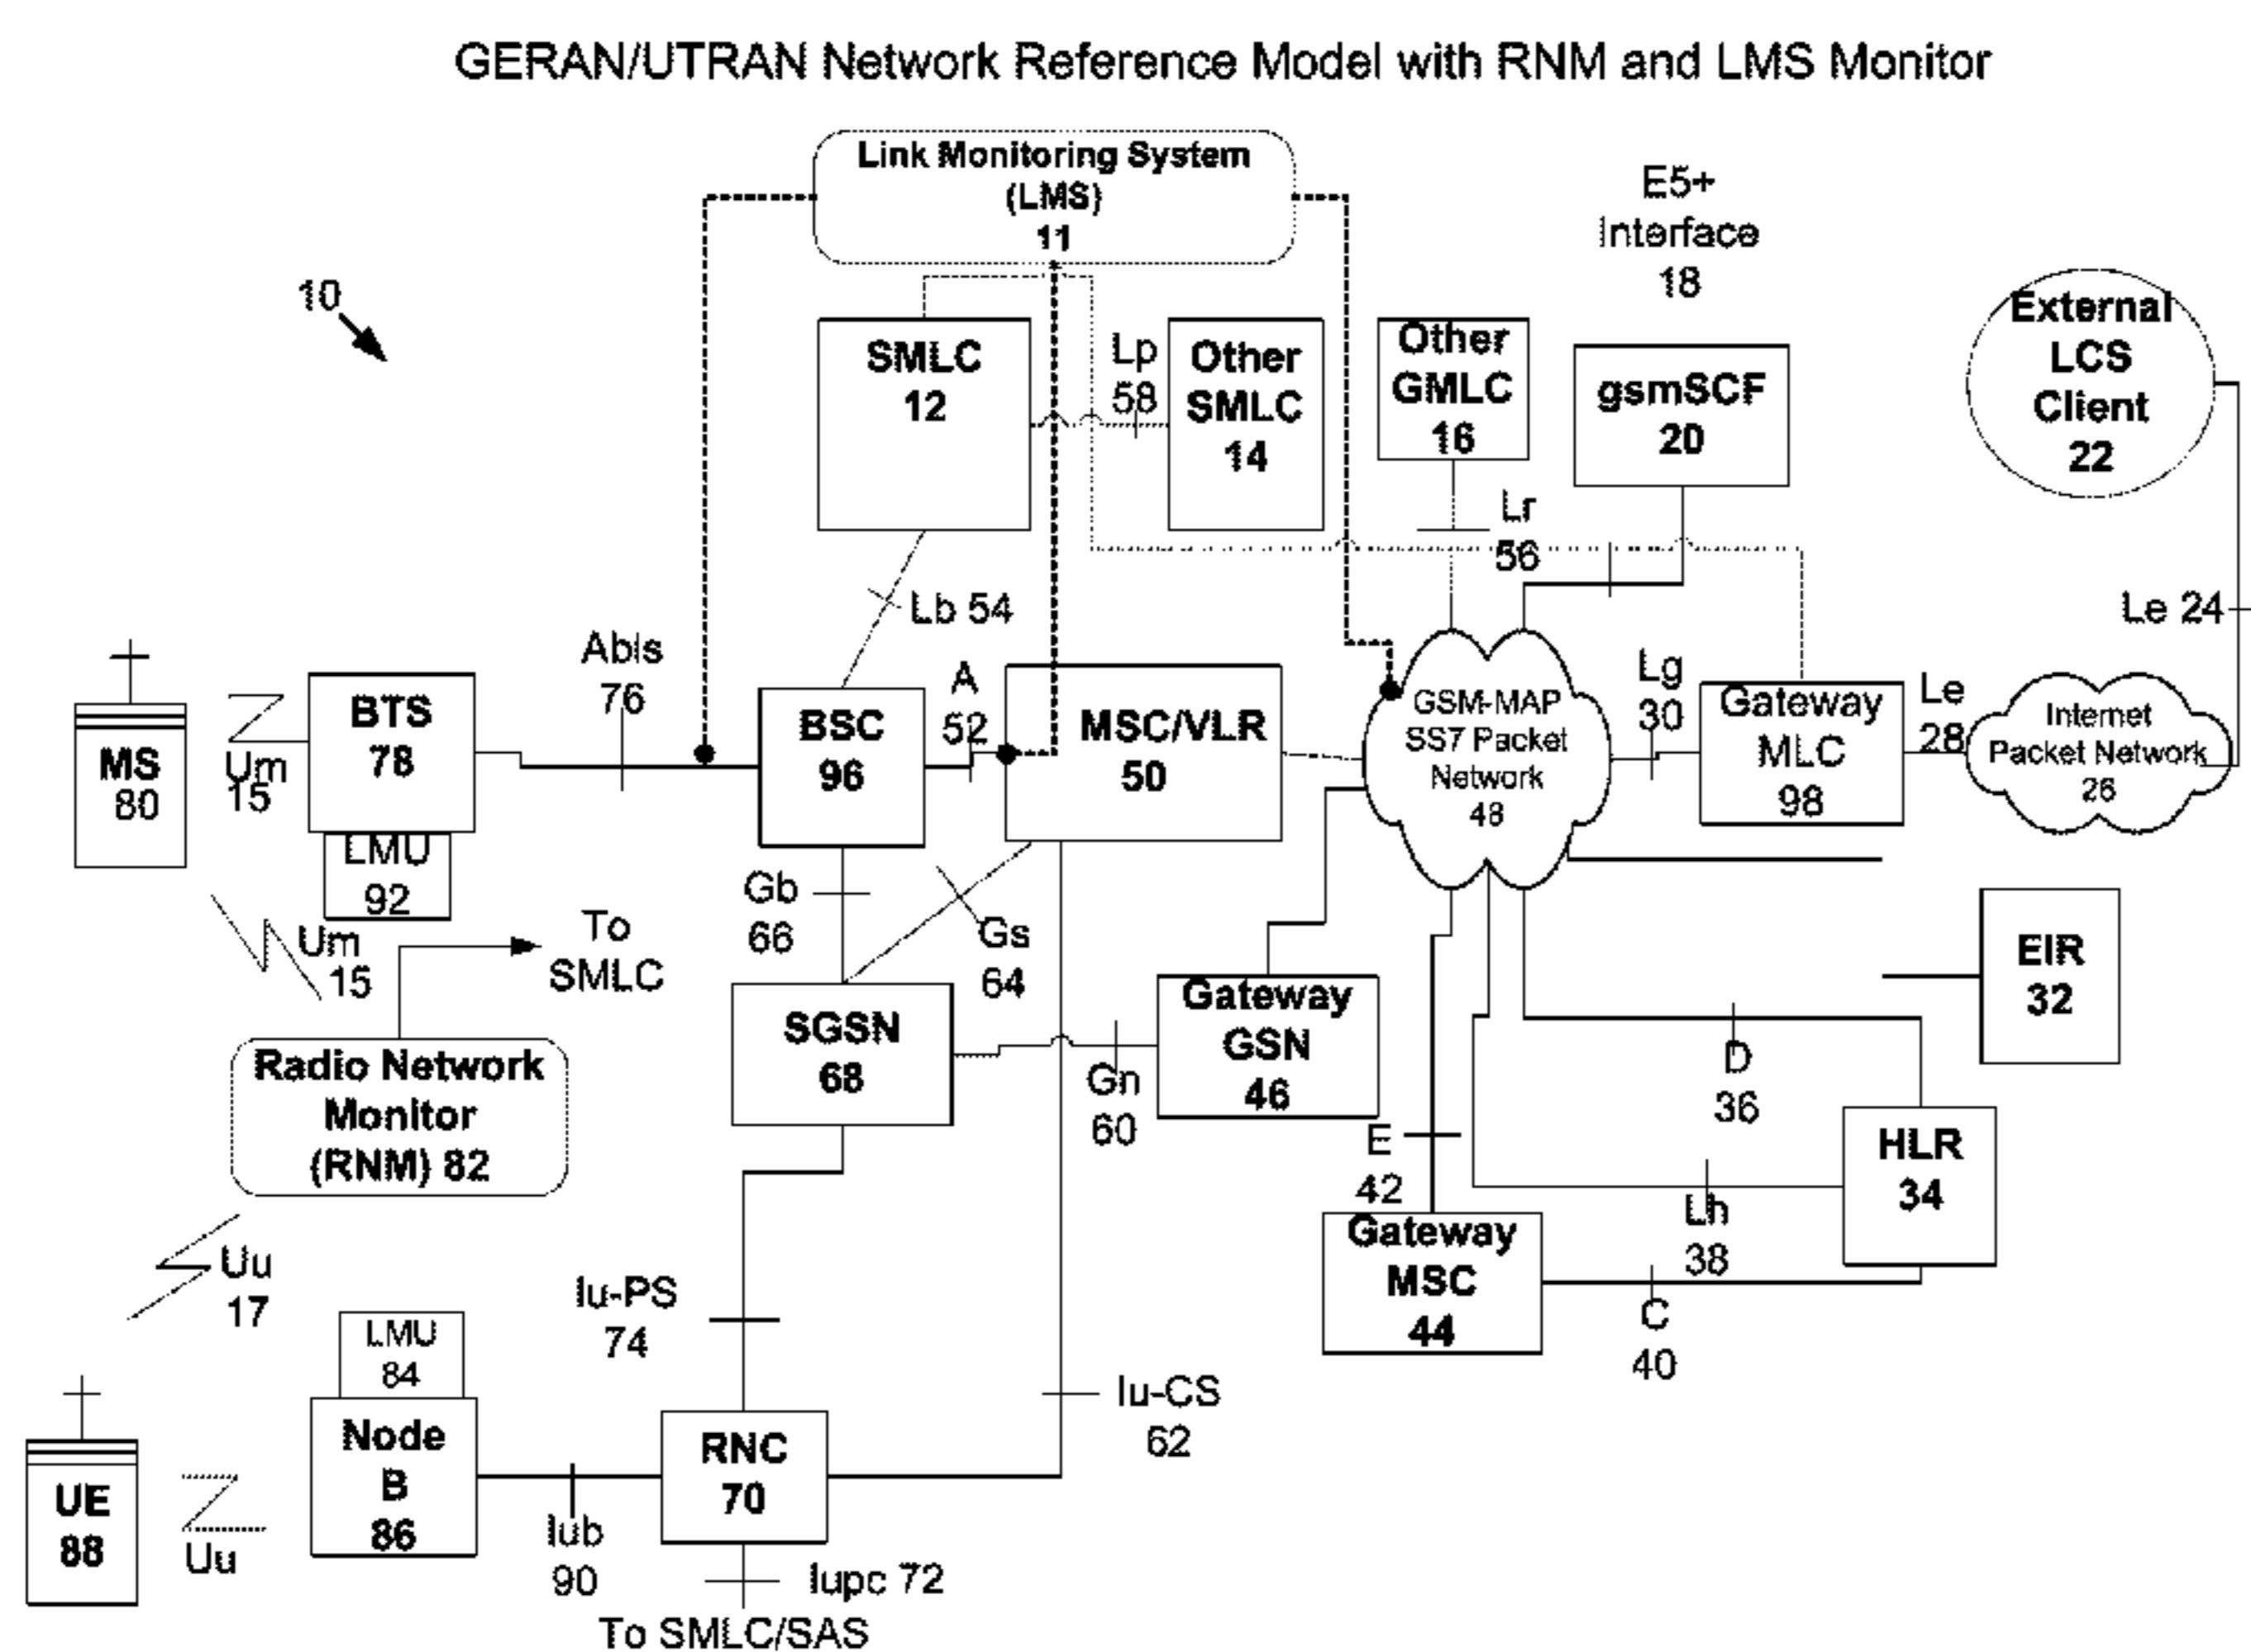 GERAN/UTRAN Network Reference Model with RNM and LMS Monitor
Link Monitoring System
(LMS)
11
E5+
Interface
18
10
SMLC
12
Lp
58
Other
SMLC
14
Other
GMLC
16
gsmSCF
20
External
LCS
Client
22
Lr
56
Lb 54
Le 24
Abis
76
A
52
Lg
30
Le
28
MS
80
Um
15
BTS
78
LMU
92
BSC
96
MSC/VLR
50
GSM-MAP
SS7 Packet
Network
48
Gateway
MLC
98
Internet
Packet Network
26
Um
15
To
SMLC
Gb
66
Gs
64
EIR
32
Radio Network
Monitor
(RNM) 82
SGSN
68
Gn
60
Gateway
GSN
46
D
36
E
42
HLR
34
Lh
38
Uu
17
Iu-PS
74
Gateway
MSC
44
C
40
LMU
84
Iu-CS
62
Node
B
86
RNC
70
UE
88
Uu
Iub
90
Iupc 72
To SMLC/SAS